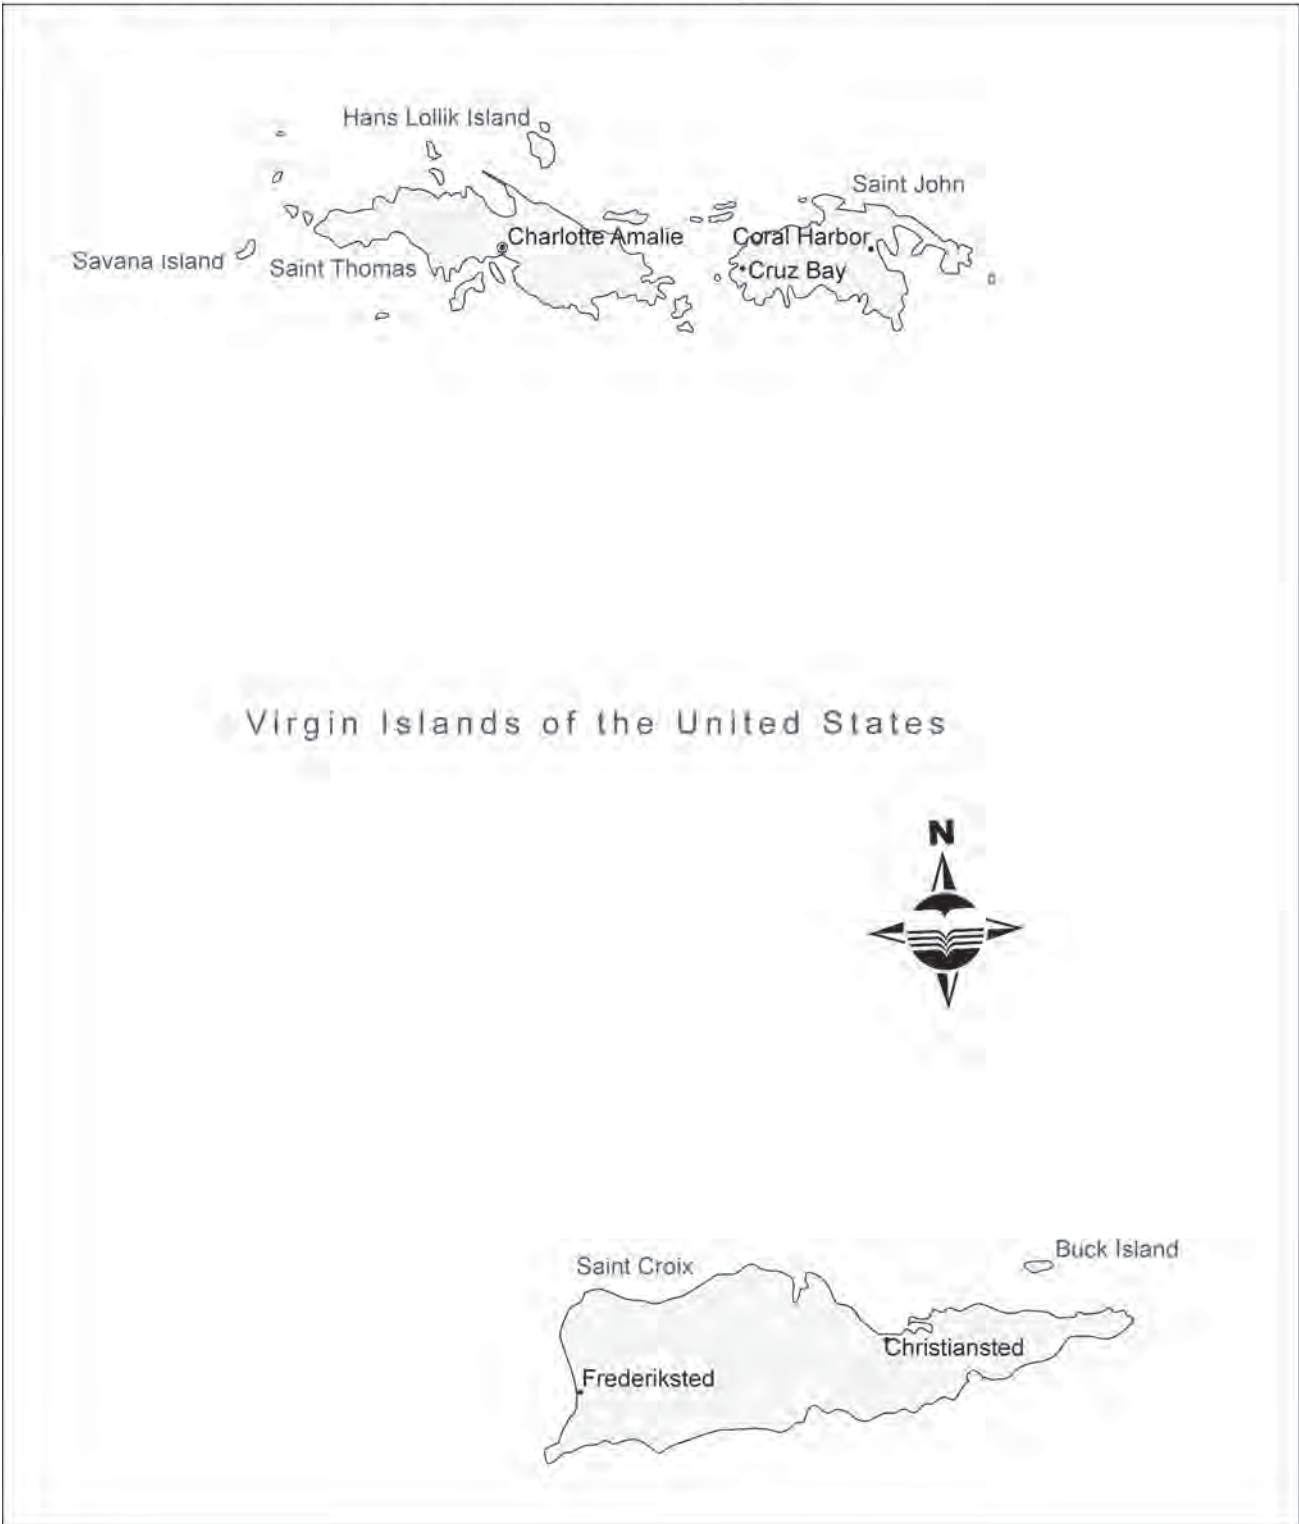 Hans Lollik Island
Saint John
Charlotte Amalie
Coral Harbor
Savana Island
Saint Thomas
Cruz Bay
Virgin Islands of the United States
N
Buck Island
Saint Croix
Christiansted
Frederiksted